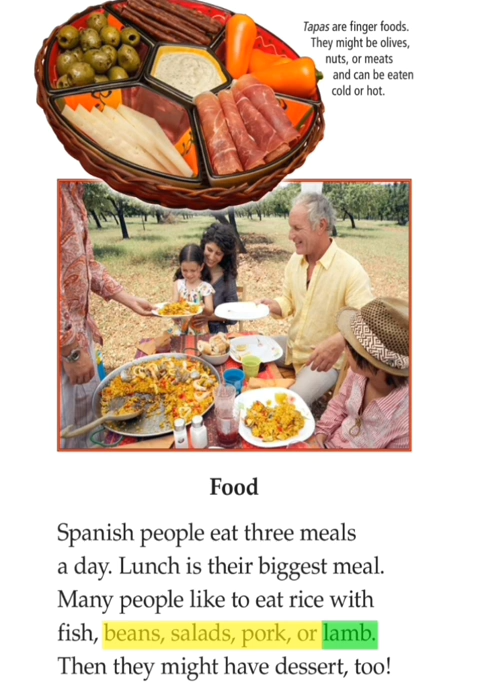 Tapas are finger foods.
They might be olives,
nuts, or meats
and can be eaten
cold or hot.
Food
Spanish people eat three meals
a day. Lunch is their biggest meal.
Many people like to eat rice with
fish, beans, salads, pork, or lamb.
Then they might have dessert, too!